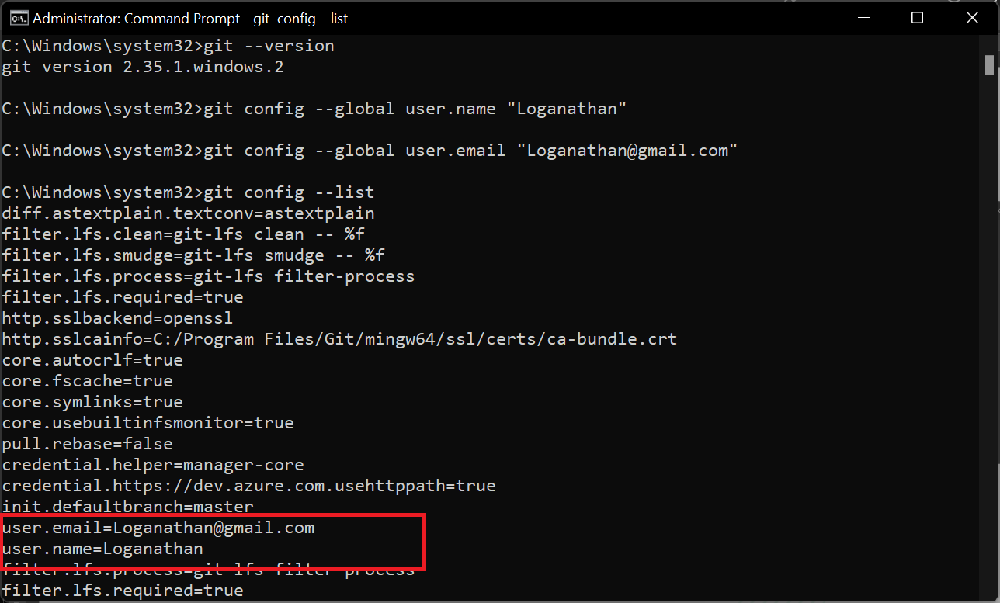 Administrator: Command Prompt - git  config --list
C:\Windows\system32>git --version
git version 2.35.1.windows.2
C:\Windows\system32>git config --global user.name "Loganathan"
C:\Windows\system32>git config --global user.email "Loganathan@gmail.com"
C:\Windows\system32>git config --list
diff.astextplain.textconv=astextplain
filter.lfs.clean=git-lfs clean -- %f
filter.lfs.smudge=git-lfs smudge -- %f
filter.lfs.process=git-lfs filter-process
filter.lfs.required=true
http.sslbackend=openssl
http.sslcainfo=C:/Program Files/Git/mingw64/ssl/certs/ca-bundle.crt
core.autocrlf=true
core.fscache=true
core.symlinks=true
core.usebuiltinfsmonitor=true
pull.rebase=false
credential.helper=manager-core
credential.https://dev.azure.com.usehttppath=true
init.defaultbranch=master
user.email=Loganathan@gmail.com
user.name=Loganathan
filter.lfs.process=git-lfs filter-process
filter.lfs.required=true